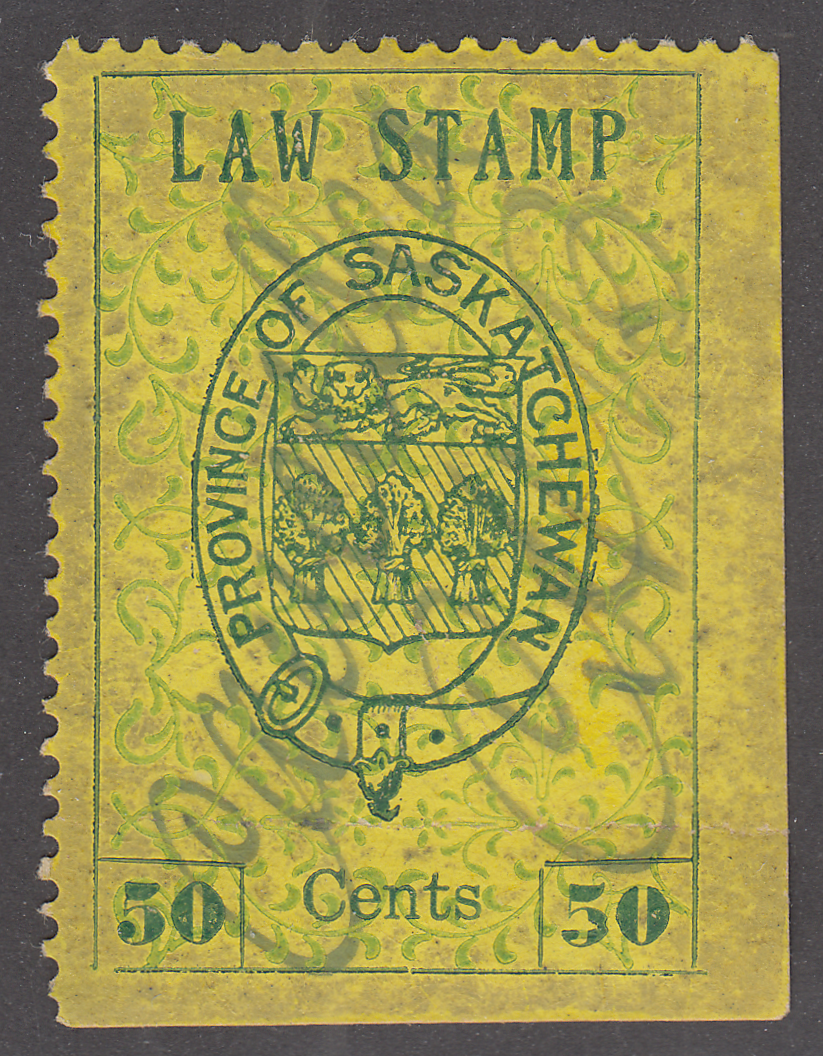 LAW STAMP
PROVINCE OF SASKATCHEWAN
50 Cents 50